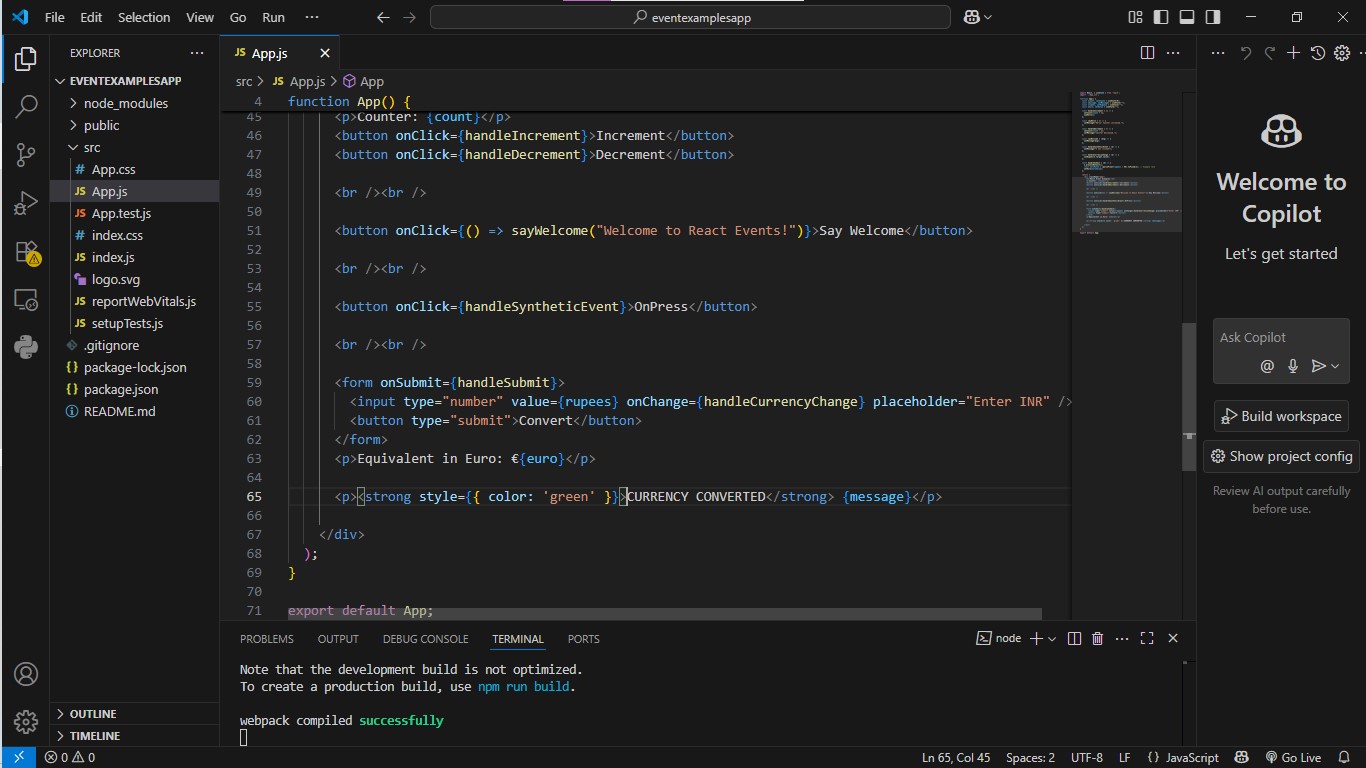 File Edit Selection View Go Run ··· eventexamplesapp
EXPLORER ···
EVENTEXAMPLESAPP
node_modules
public
src
# App.css
JS App.js
JS App.test.js
# index.css
JS index.js
logo.svg
JS reportWebVitals.js
JS setupTests.js
.gitignore
{} package-lock.json
{} package.json
README.md
OUTLINE
TIMELINE
JS App.js
src > JS App.js > App
4 function App() {
45 <p>Counter: {count}</p>
46 <button onClick={handleIncrement}>Increment</button>
47 <button onClick={handleDecrement}>Decrement</button>
48
49 <br /><br />
50
51 <button onClick={() => sayWelcome("Welcome to React Events!")}>Say Welcome</button>
52
53 <br /><br />
54
55 <button onClick={handleSyntheticEvent}>OnPress</button>
56
57 <br /><br />
58
59 <form onSubmit={handleSubmit}>
60 <input type="number" value={rupees} onChange={handleCurrencyChange} placeholder="Enter INR" />
61 <button type="submit">Convert</button>
62 </form>
63 <p>Equivalent in Euro: €{euro}</p>
64
65 <p><strong style={{ color: 'green' }}>CURRENCY CONVERTED</strong> {message}</p>
66
67 </div>
68 );
69 }
70
71 export default App;
PROBLEMS OUTPUT DEBUG CONSOLE TERMINAL PORTS node
Note that the development build is not optimized.
To create a production build, use npm run build.
webpack compiled successfully
Welcome to
Copilot
Let's get started
Ask Copilot
@
Build workspace
Show project config
Review AI output carefully
before use.
0 0 Ln 65, Col 45 Spaces: 2 UTF-8 LF {} JavaScript Go Live